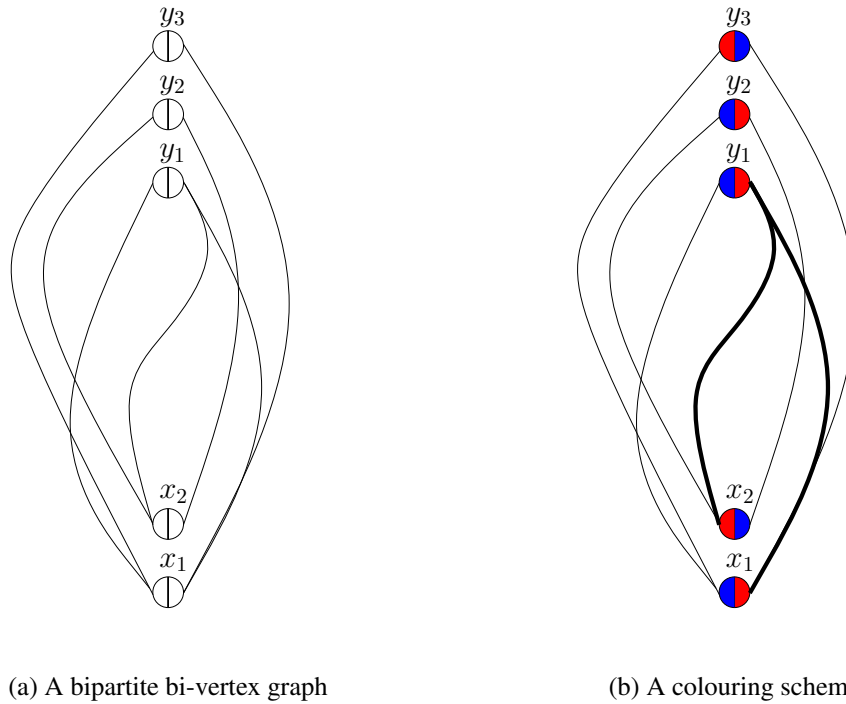 y3 y3
y2 y2
y1 y1
x2 x2
x1 x1
(a) A bipartite bi-vertex graph (b) A colouring schem